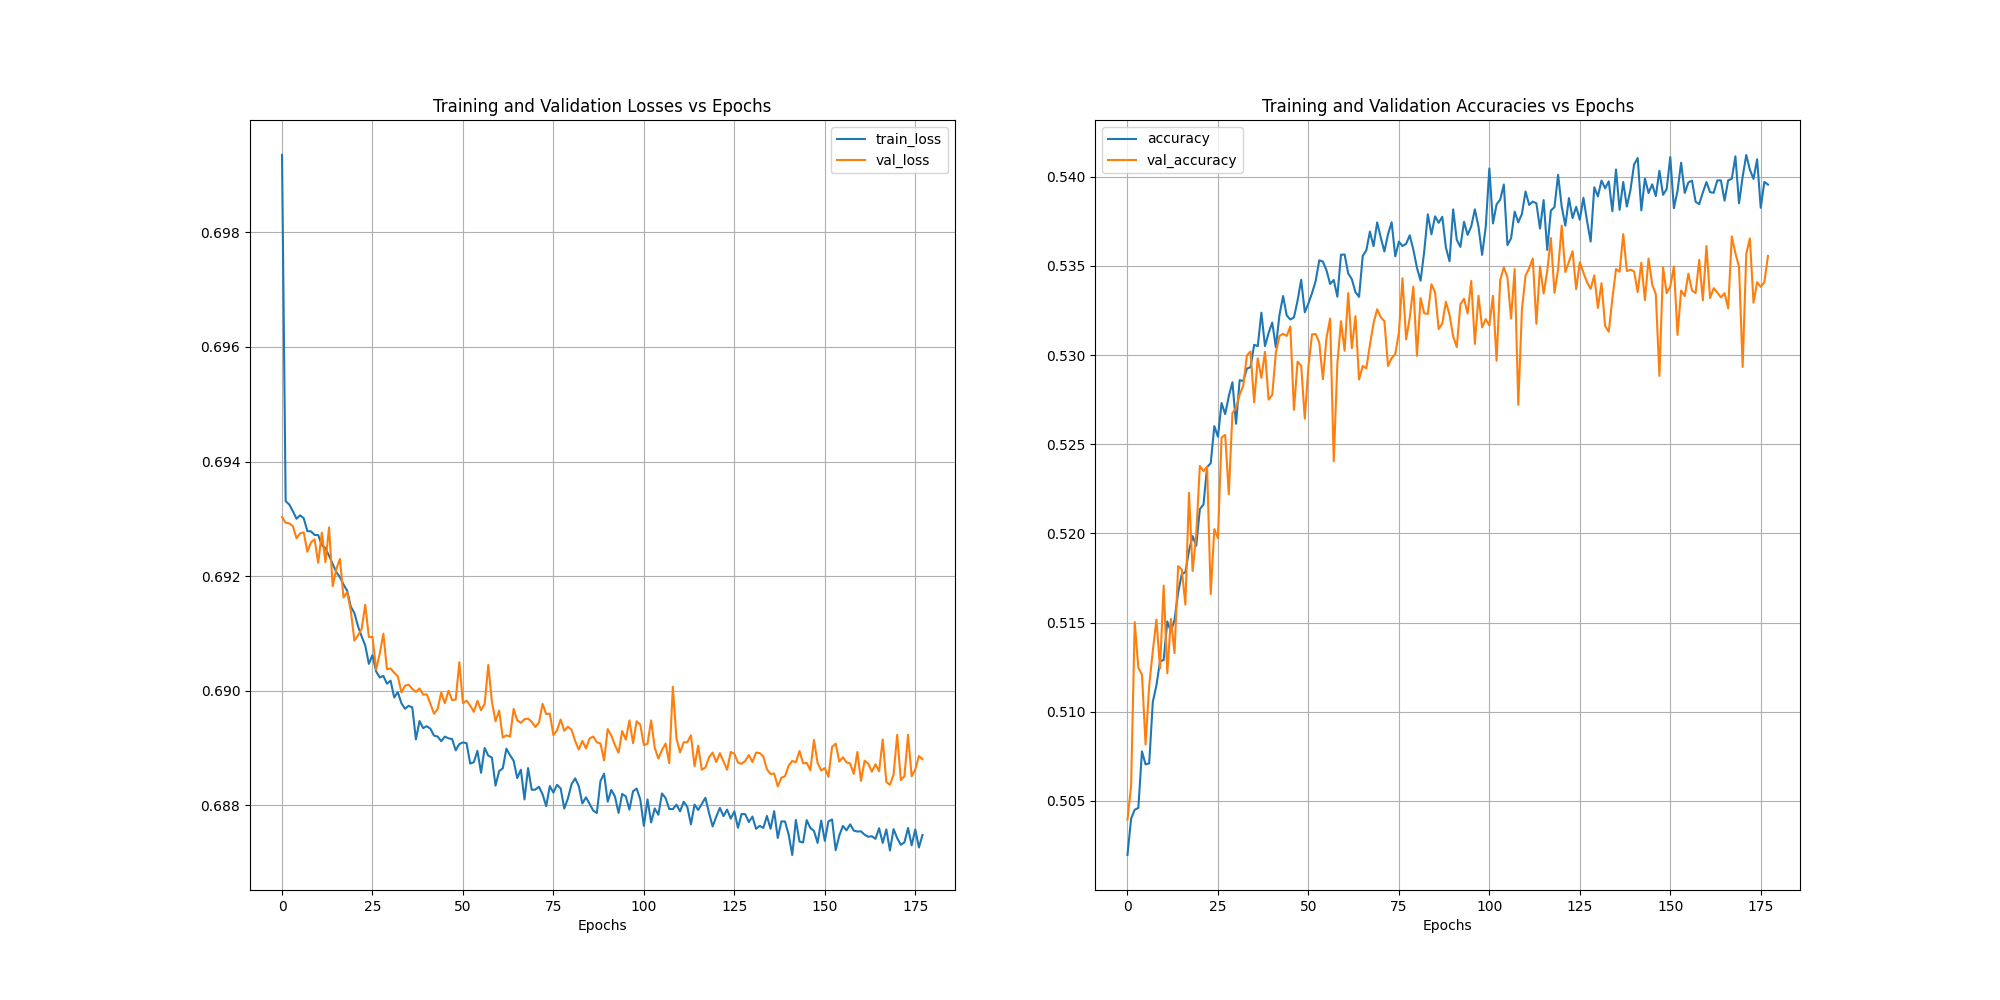 Training and Validation Losses vs Epochs
train_loss
val_loss
0.698
0.696
0.694
0.692
0.690
0.688
0 25 50 75 100 125 150 175
Epochs
Training and Validation Accuracies vs Epochs
accuracy
val_accuracy
0.540
0.535
0.530
0.525
0.520
0.515
0.510
0.505
0 25 50 75 100 125 150 175
Epochs